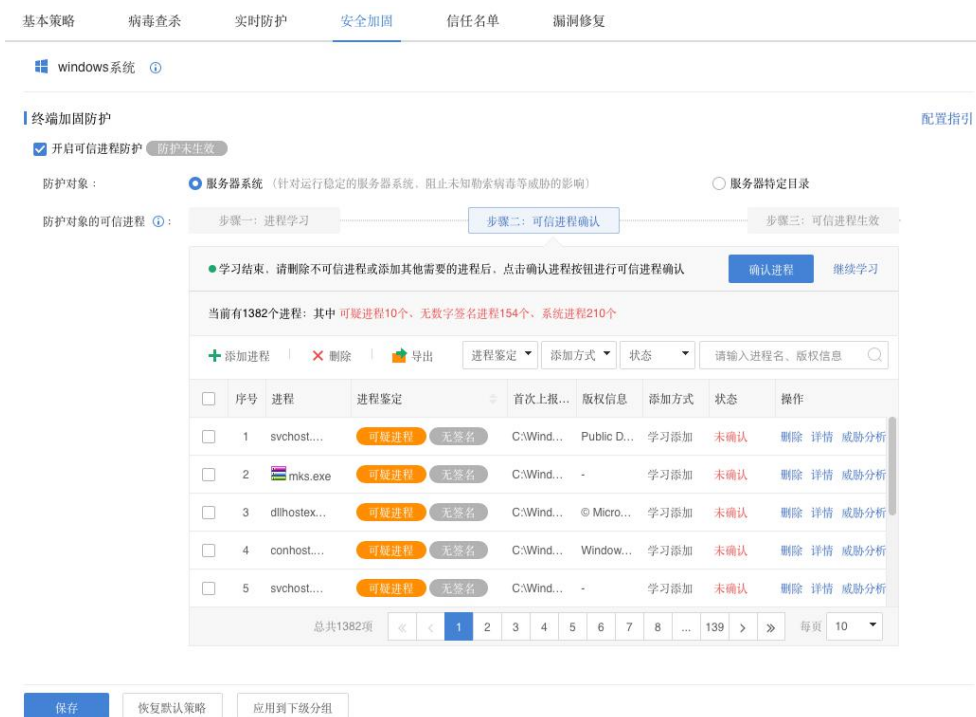 基本策略 病毒查杀 实时防护 安全加固 信任名单 漏洞修复
windows系统
终端加固防护 配置指引
开启可信进程防护 防护未生效
防护对象： 服务器系统 （针对运行稳定的服务器系统，阻止未知勒索病毒等威胁的影响） 服务器特定目录
防护对象的可信进程 ： 步骤一：进程学习 步骤二：可信进程确认 步骤三：可信进程生效
学习结束，请删除不可信进程或添加其他需要的进程后，点击确认进程按钮进行可信进程确认 确认进程 继续学习
当前有1382个进程：其中 可疑进程10个、无数字签名进程154个、系统进程210个
添加进程 删除 导出 进程鉴定 添加方式 状态 请输入进程名、版权信息
序号 进程 进程鉴定 首次上报... 版权信息 添加方式 状态 操作
1 svchost.... 可疑进程 无签名 C:\Wind... Public D... 学习添加 未确认 删除 详情 威胁分析
2 mks.exe 可疑进程 无签名 C:\Wind... - 学习添加 未确认 删除 详情 威胁分析
3 dllhostex... 可疑进程 无签名 C:\Wind... © Micro... 学习添加 未确认 删除 详情 威胁分析
4 conhost.... 可疑进程 无签名 C:\Wind... Window... 学习添加 未确认 删除 详情 威胁分析
5 svchost.... 可疑进程 无签名 C:\Wind... - 学习添加 未确认 删除 详情 威胁分析
总共1382项 « < 1 2 3 4 5 6 7 8 ... 139 > » 每页 10
保存 恢复默认策略 应用到下级分组